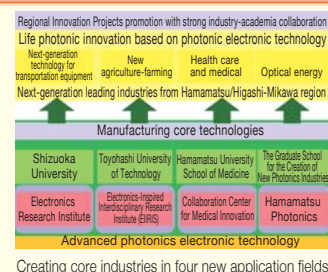 Regional Innovation Projects promotion with strong industry-academia collaboration
Life photonic innovation based on photonic electronic technology
Next-generation
technology for
transportation equipment
New
agriculture-farming
Health care
and medical
Optical energy
Next-generation leading industries from Hamamatsu/Higashi-Mikawa region
Manufacturing core technologies
Shizuoka
University
Toyohashi University
of Technology
Hamamatsu University
School of Medicine
The Graduate School
for the Creation of
New Photonics Industries
Electronics
Research Institute
Electronics-Inspired
Interdisciplinary Research
Institute (EIIRIS)
Collaboration Center
for Medical Innovation
Hamamatsu
Photonics
Advanced photonics electronic technology
Creating core industries in four new application fields